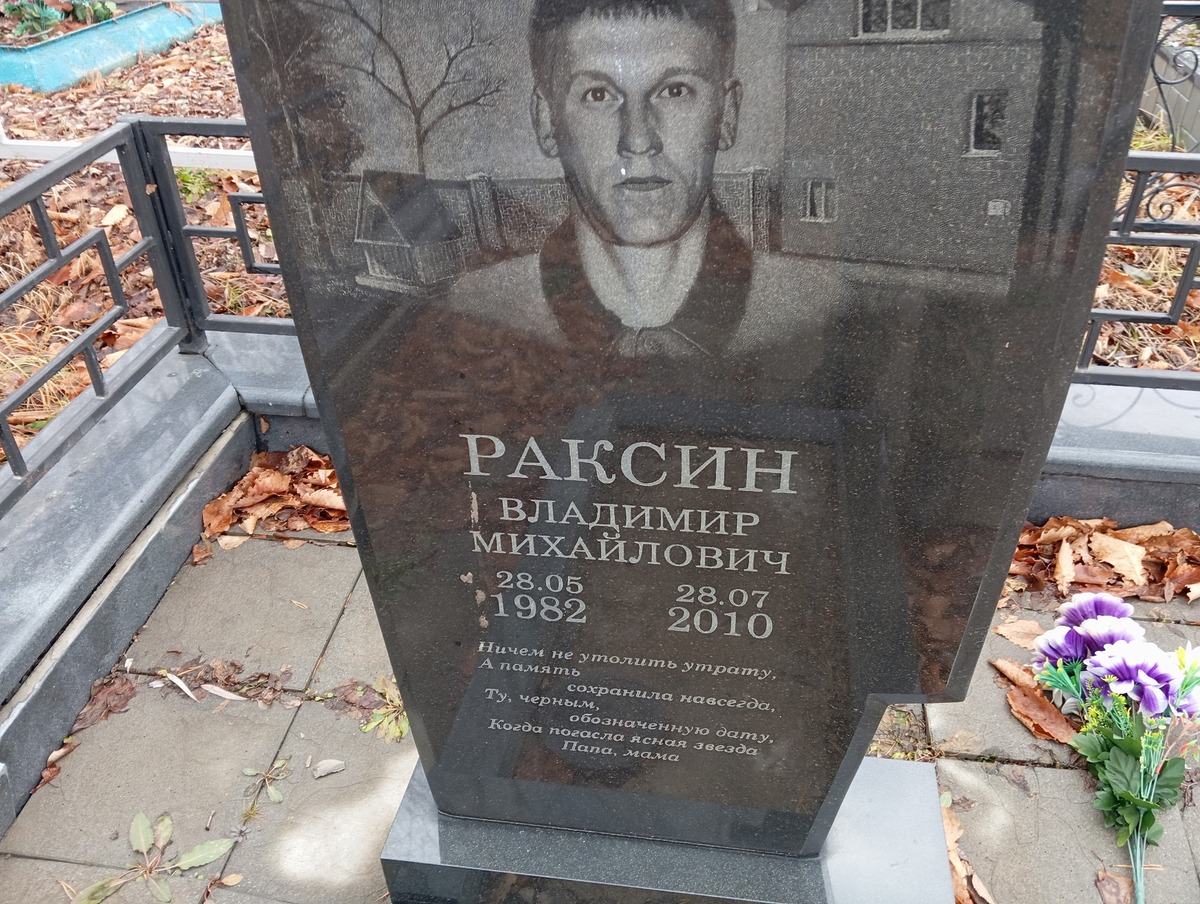 РАКСИН
ВЛАДИМИР
МИХАЙЛОВИЧ
28.05 28.07
1982 2010
Ничем не утолить утрату,
А память
сохранила навсегда,
Ту, черным,
обозначенную дату,
Когда погасла ясная звезда
Папа, мама